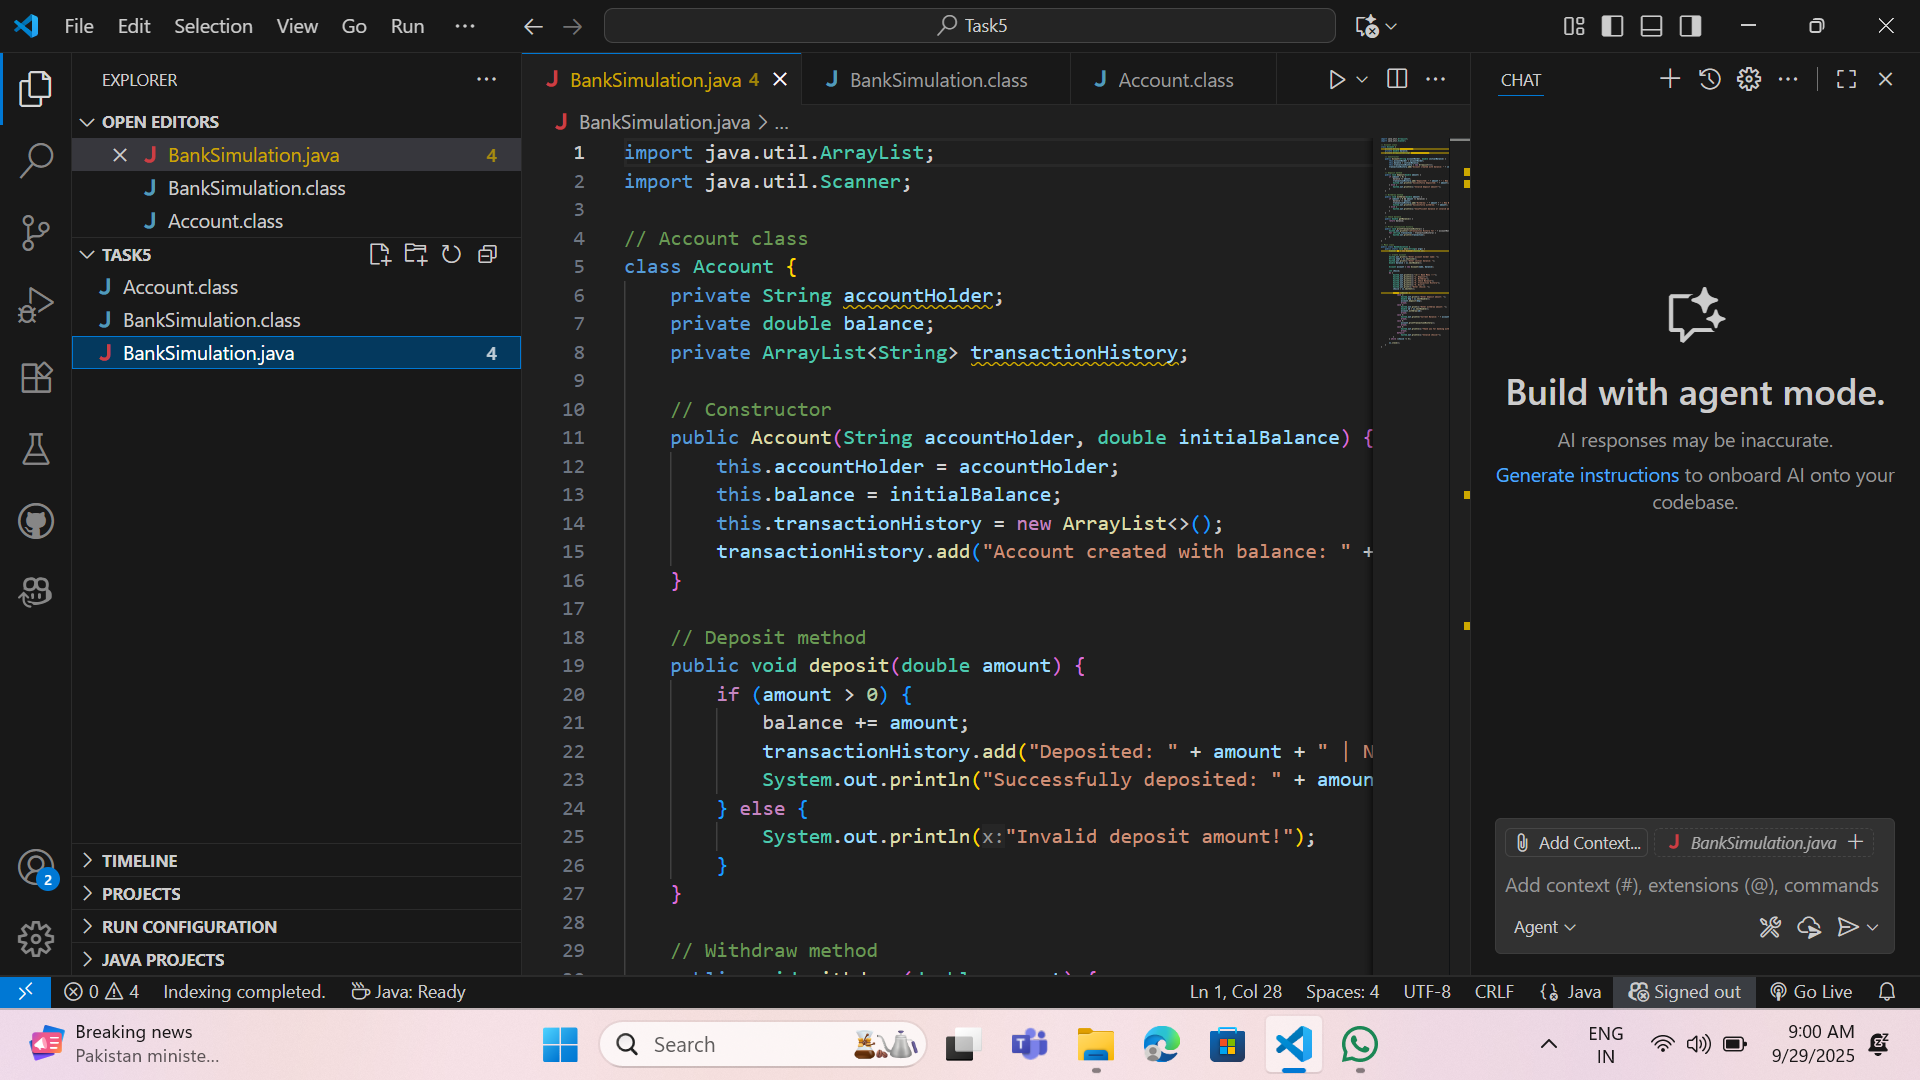 File Edit Selection View Go Run ··· Task5
EXPLORER
OPEN EDITORS
BankSimulation.java 4
BankSimulation.class
Account.class
TASK5
Account.class
BankSimulation.class
BankSimulation.java 4
TIMELINE
PROJECTS
RUN CONFIGURATION
JAVA PROJECTS
2
BankSimulation.java 4 BankSimulation.class Account.class
BankSimulation.java > ...
1 import java.util.ArrayList;
2 import java.util.Scanner;
3
4 // Account class
5 class Account {
6 private String accountHolder;
7 private double balance;
8 private ArrayList<String> transactionHistory;
9
10 // Constructor
11 public Account(String accountHolder, double initialBalance) {
12 this.accountHolder = accountHolder;
13 this.balance = initialBalance;
14 this.transactionHistory = new ArrayList<>();
15 transactionHistory.add("Account created with balance: " +
16 }
17
18 // Deposit method
19 public void deposit(double amount) {
20 if (amount > 0) {
21 balance += amount;
22 transactionHistory.add("Deposited: " + amount + " | N
23 System.out.println("Successfully deposited: " + amoun
24 } else {
25 System.out.println(x:"Invalid deposit amount!");
26 }
27 }
28
29 // Withdraw method
CHAT
Build with agent mode.
AI responses may be inaccurate.
Generate instructions to onboard AI onto your
codebase.
Add Context... BankSimulation.java +
Add context (#), extensions (@), commands
Agent
0 4 Indexing completed. Java: Ready Ln 1, Col 28 Spaces: 4 UTF-8 CRLF {} Java Signed out Go Live
Breaking news
Pakistan ministe...
Search
ENG
IN
9:00 AM
9/29/2025